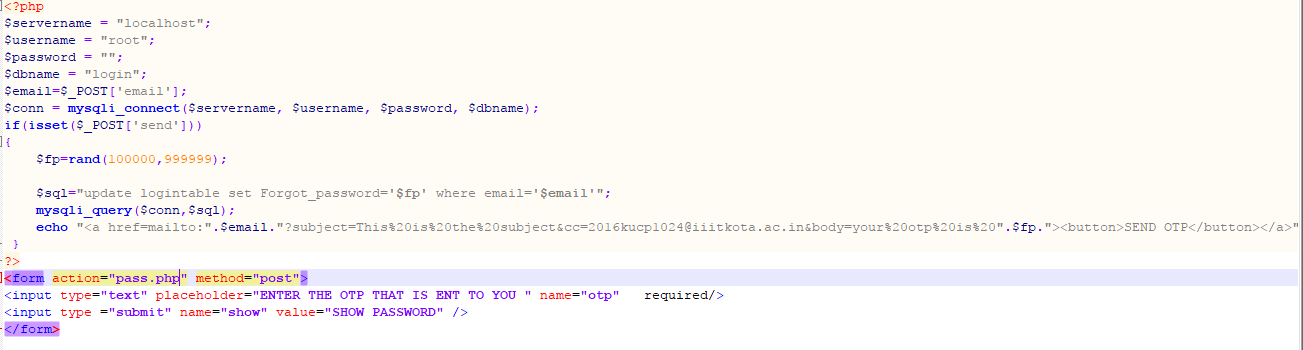 <?php
$servername = "localhost";
$username = "root";
$password = "";
$dbname = "login";
$email=$_POST['email'];
$conn = mysqli_connect($servername, $username, $password, $dbname);
if(isset($_POST['send']))
{
    $fp=rand(100000,999999);
    $sql="update logintable set Forgot_password='$fp' where email='$email'";
    mysqli_query($conn,$sql);
    echo "<a href=mailto:".$email."?subject=This%20is%20the%20subject&cc=2016kucp1024@iiitkota.ac.in&body=your%20otp%20is%20".$fp."><button>SEND OTP</button></a>"
}
?>
<form action="pass.php" method="post">
<input type="text" placeholder="ENTER THE OTP THAT IS ENT TO YOU " name="otp"   required/>
<input type ="submit" name="show" value="SHOW PASSWORD" />
</form>